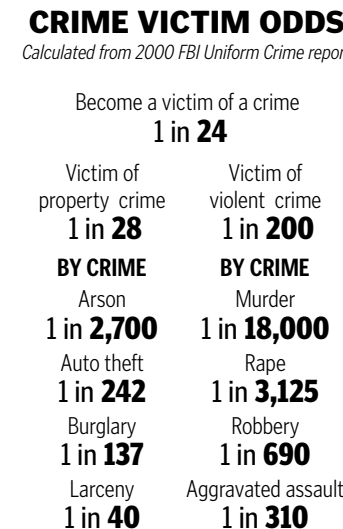 CRIME VICTIM ODDS
Calculated from 2000 FBI Uniform Crime repor
Become a victim of a crime
1 in 24
Victim of
property crime
1 in 28
BY CRIME
Arson
1 in 2,700
Auto theft
1 in 242
Burglary
1 in 137
Larceny
1 in 40
Victim of
violent crime
1 in 200
BY CRIME
Murder
1 in 18,000
Rape
1 in 3,125
Robbery
1 in 690
Aggravated assault
1 in 310